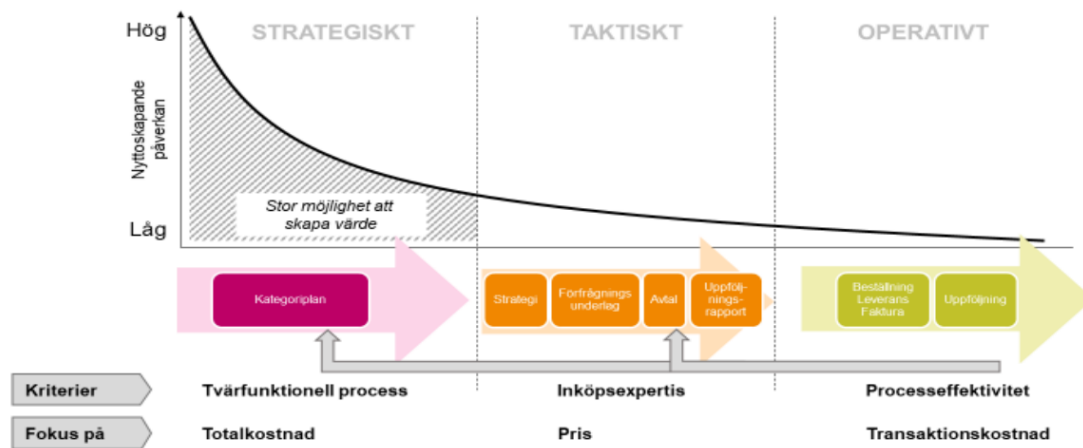 STRATEGISKT
TAKTISKT
OPERATIVT
Hög
Nyttoskapande
påverkan
Låg
Stor möjlighet att
skapa värde
Kategoriplan
Strategi
Förfrågnings
underlag
Avtal
Uppfölj-
nings-
rapport
Beställning
Leverans
Faktura
Uppföljning
Kriterier
Tvärfunktionell process
Inköpsexpertis
Processeffektivitet
Fokus på
Totalkostnad
Pris
Transaktionskostnad